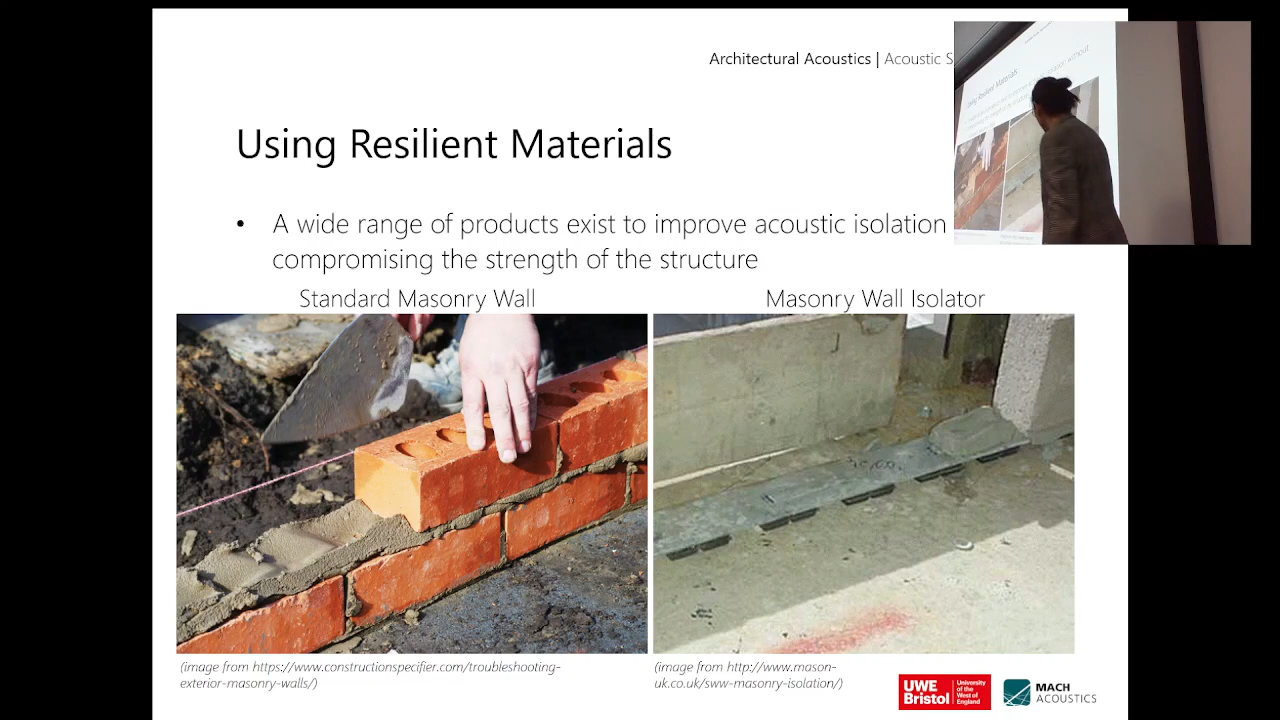 Architectural Acoustics | Acoustic S
Using Resilient Materials
• A wide range of products exist to improve acoustic isolation
compromising the strength of the structure
Standard Masonry Wall
Masonry Wall Isolator
(image from https://www.constructionspecifier.com/troubleshooting-
exterior-masonry-walls/)
(image from http://www.mason-
uk.co.uk/sww-masonry-isolation/)
UWE
Bristol
University
of the
West of
England
MACH
ACOUSTICS
Using Resilient Materials